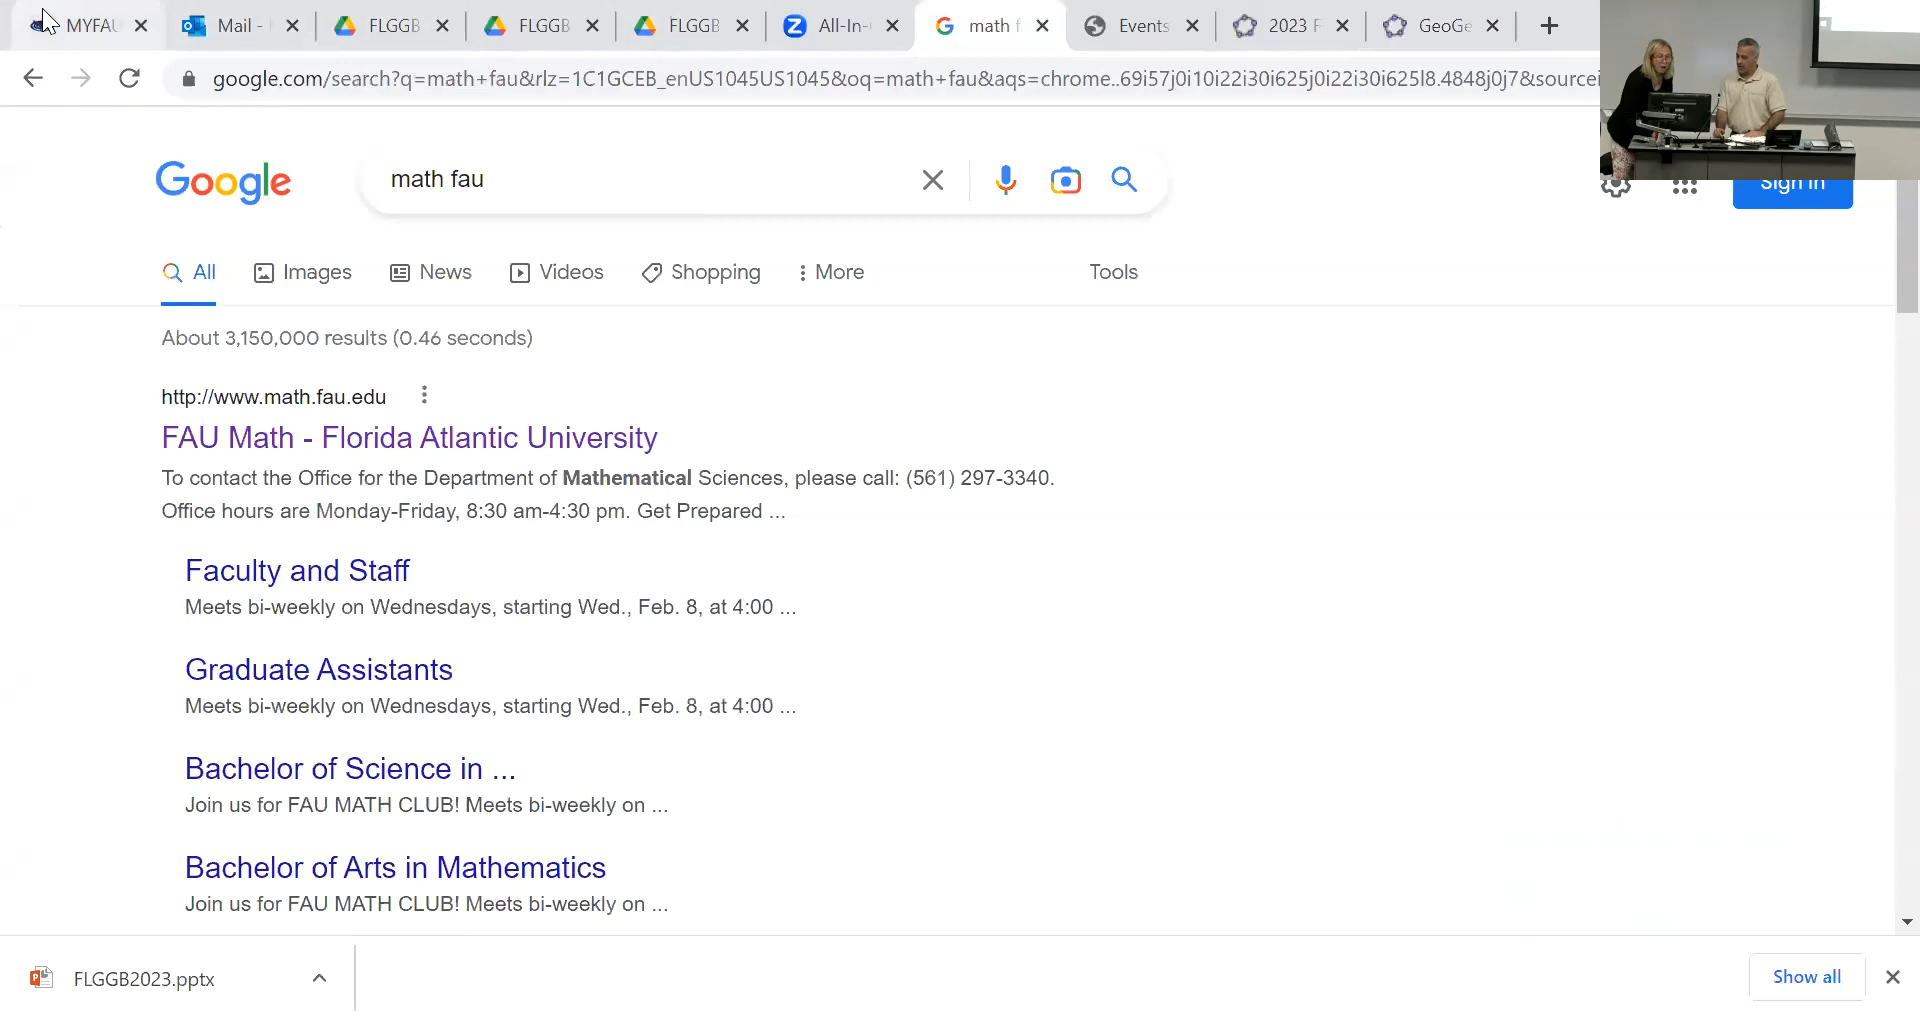 MYFAU
Mail -
FLGGB
FLGGB
FLGGB
All-In-
math f
Events
2023 F
GeoGe
google.com/search?q=math+fau&rlz=1C1GCEB_enUS1045US1045&oq=math+fau&aqs=chrome..69i57j0i10i22i30i625j0i22i30i625l8.4848j0j7&sourcei
Google
math fau
Sign in
All
Images
News
Videos
Shopping
More
Tools
About 3,150,000 results (0.46 seconds)
http://www.math.fau.edu
FAU Math - Florida Atlantic University
To contact the Office for the Department of Mathematical Sciences, please call: (561) 297-3340.
Office hours are Monday-Friday, 8:30 am-4:30 pm. Get Prepared ...
Faculty and Staff
Meets bi-weekly on Wednesdays, starting Wed., Feb. 8, at 4:00 ...
Graduate Assistants
Meets bi-weekly on Wednesdays, starting Wed., Feb. 8, at 4:00 ...
Bachelor of Science in ...
Join us for FAU MATH CLUB! Meets bi-weekly on ...
Bachelor of Arts in Mathematics
Join us for FAU MATH CLUB! Meets bi-weekly on ...
FLGGB2023.pptx
Show all